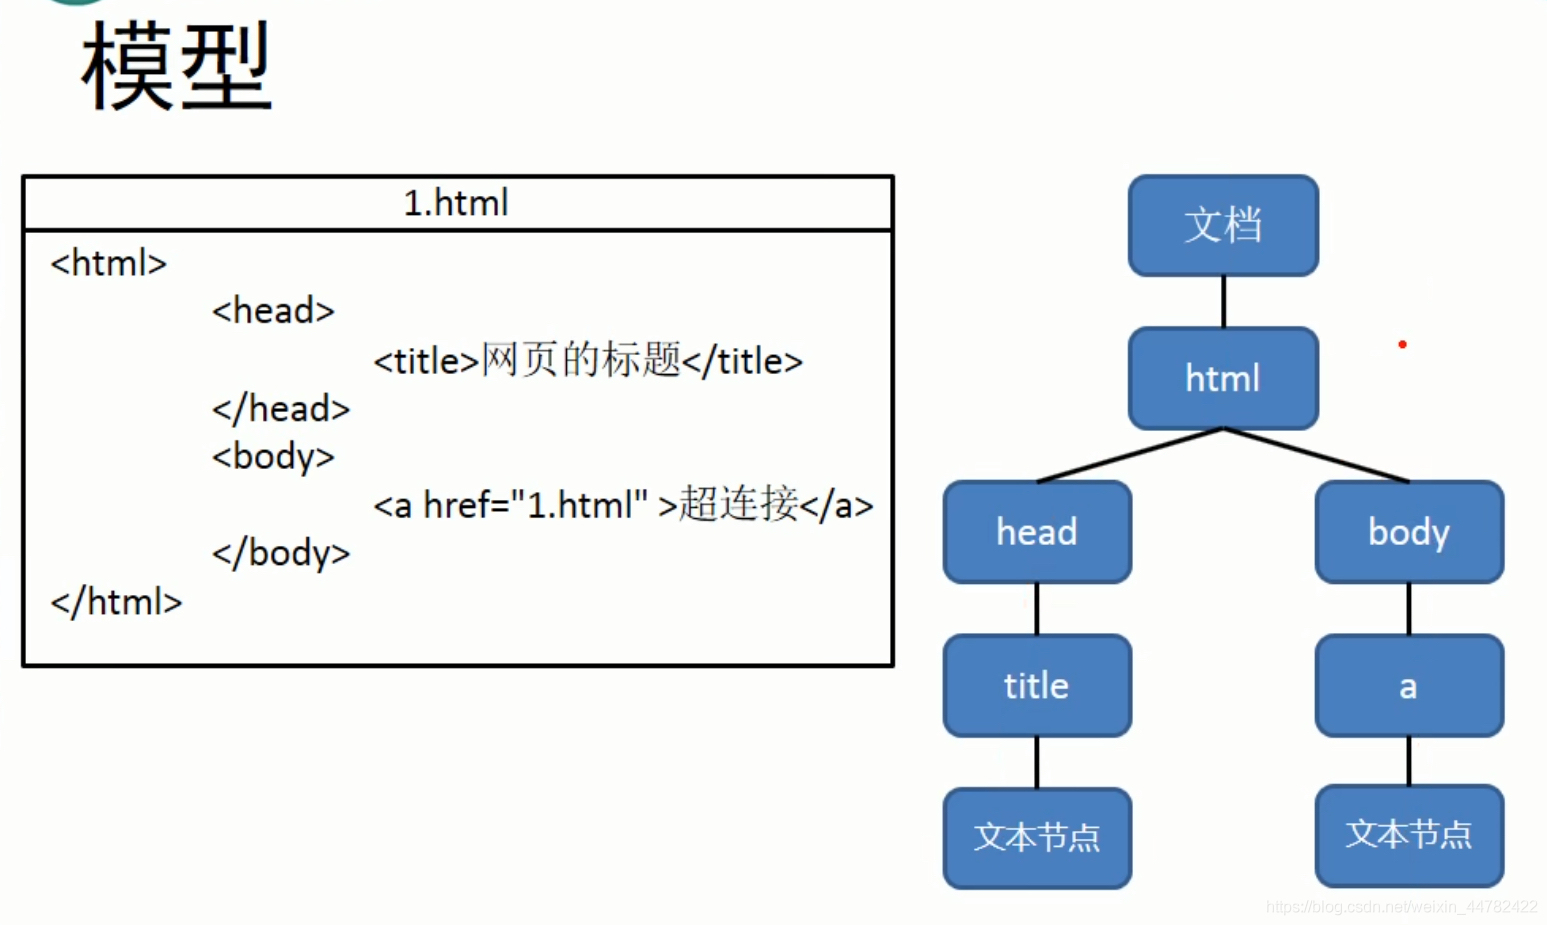 模型
1.html
<html>
<head>
<title>网页的标题</title>
</head>
<body>
<a href="1.html" >超连接</a>
</body>
</html>
文档
html
head
body
title
a
文本节点
文本节点
https://blog.csdn.net/weixin_44782422